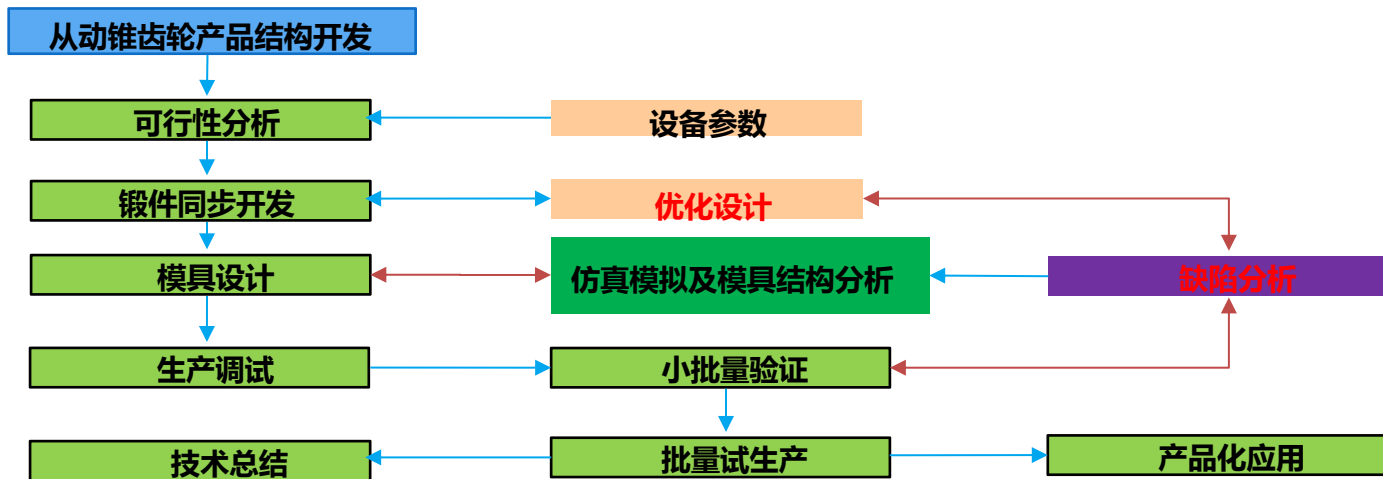 从动锥齿轮产品结构开发
可行性分析
设备参数
锻件同步开发
优化设计
模具设计
仿真模拟及模具结构分析
缺陷分析
生产调试
小批量验证
技术总结
批量试生产
产品化应用